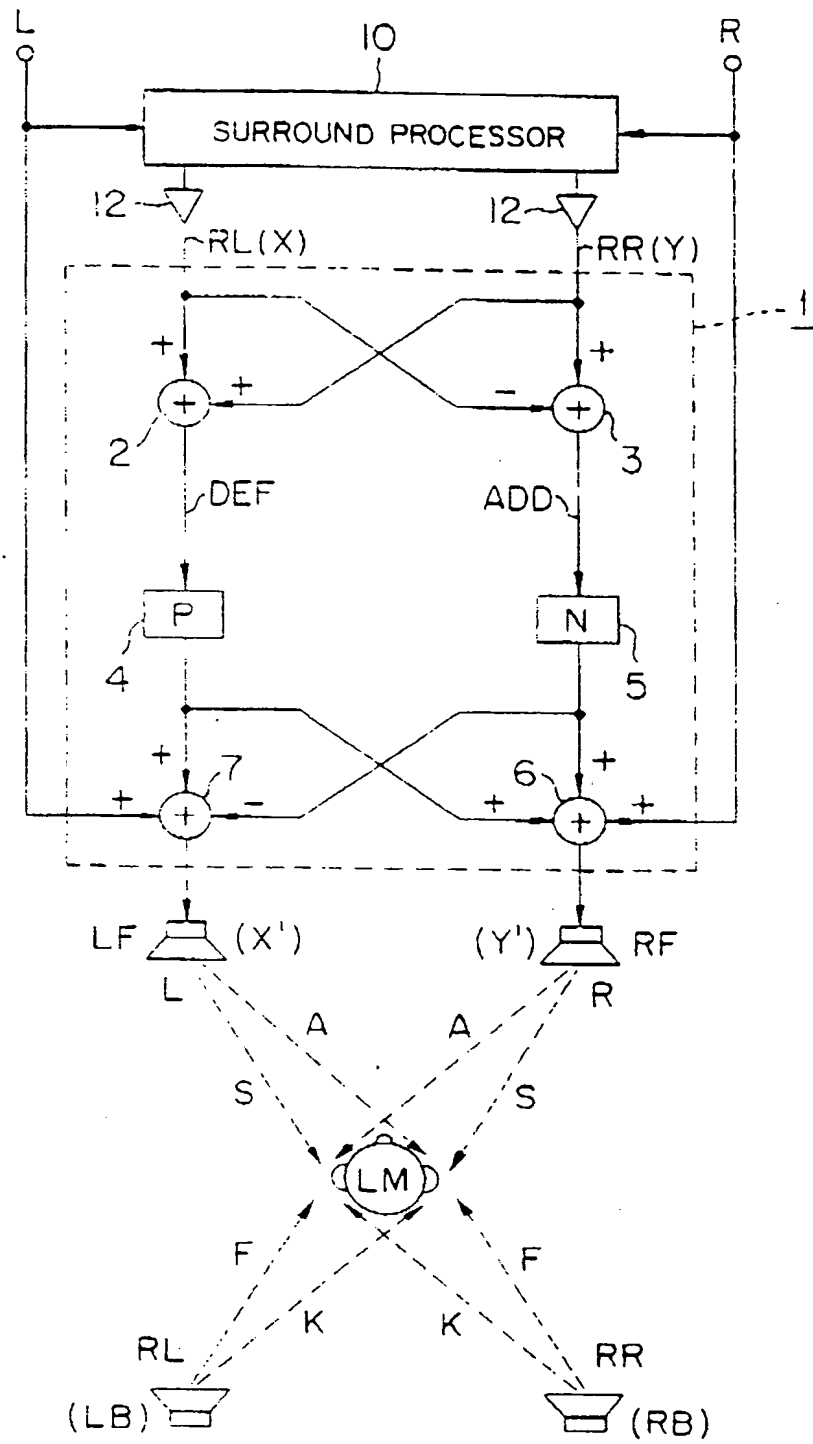 L
R
10
SURROUND PROCESSOR
12
12
RL(X)
RR(Y)
1
+
+
+
-
+
+
2
3
DEF
ADD
P
N
4
5
+
7
6
+
+
+
-
+
+
+
LF
(X')
(Y')
RF
L
R
A
A
S
S
LM
F
F
K
K
RL
RR
(LB)
(RB)